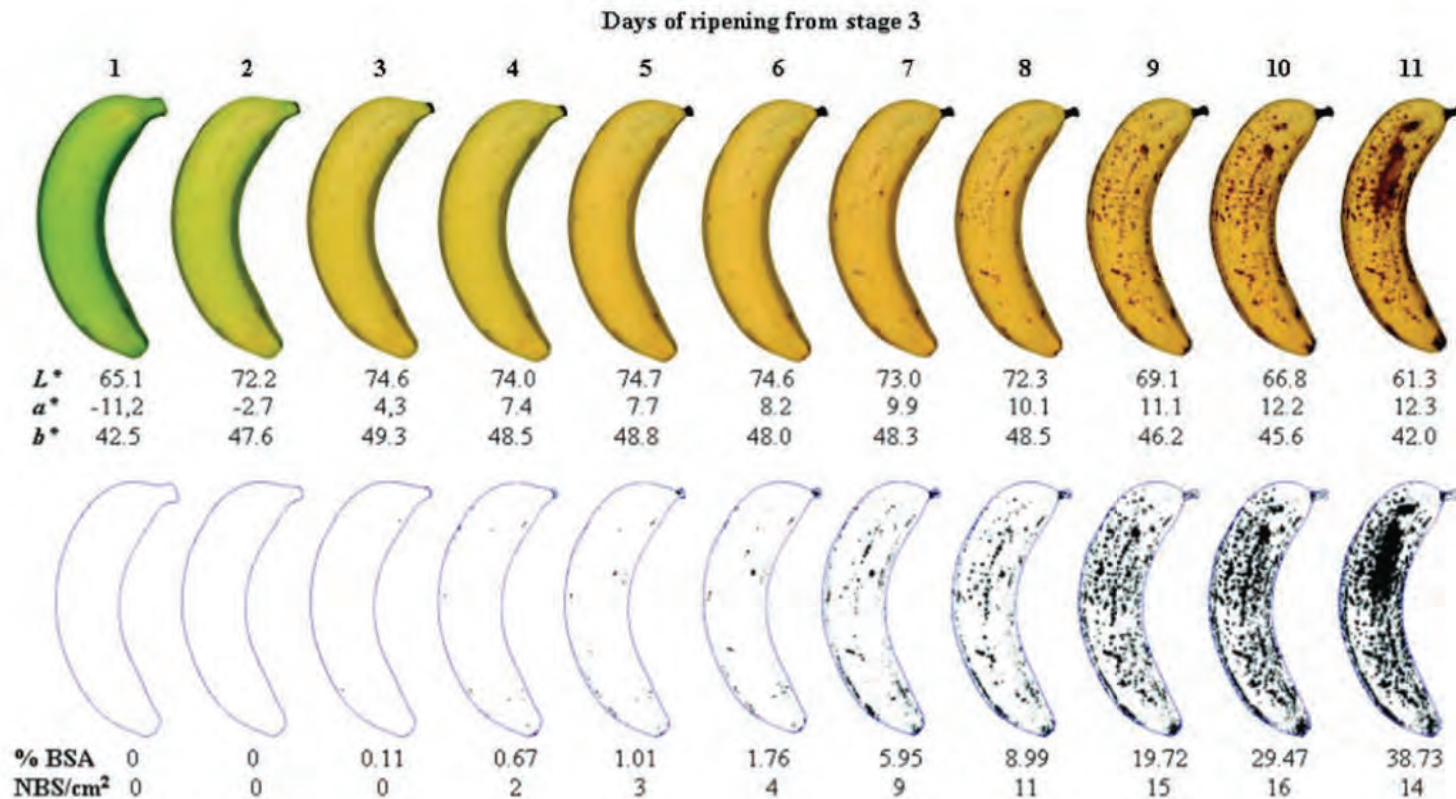 Days of ripening from stage 3
1 2 3 4 5 6 7 8 9 10 11
L* 65.1 72.2 74.6 74.0 74.7 74.6 73.0 72.3 69.1 66.8 61.3
a* -11,2 -2.7 4,3 7.4 7.7 8.2 9.9 10.1 11.1 12.2 12.3
b* 42.5 47.6 49.3 48.5 48.8 48.0 48.3 48.5 46.2 45.6 42.0
% BSA 0 0 0.11 0.67 1.01 1.76 5.95 8.99 19.72 29.47 38.73
NBS/cm² 0 0 0 2 3 4 9 11 15 16 14